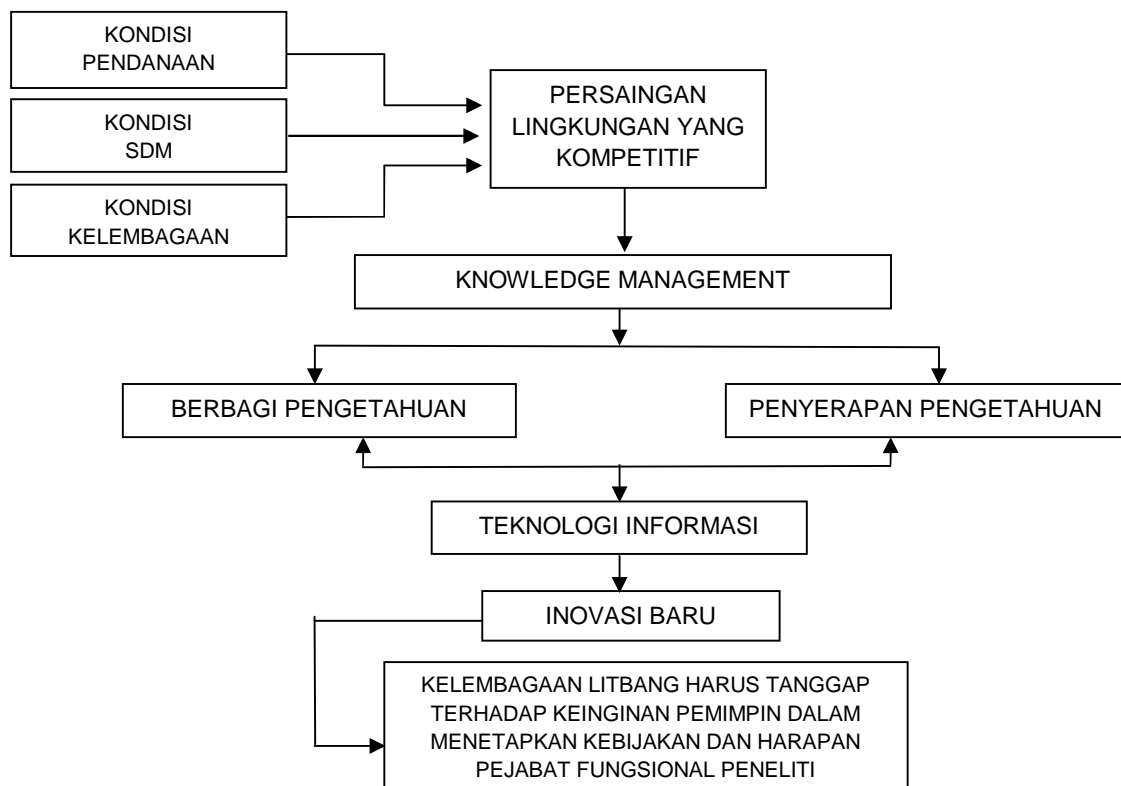 KONDISI
PENDANAAN
KONDISI
SDM
KONDISI
KELEMBAGAAN
PERSAINGAN
LINGKUNGAN YANG
KOMPETITIF
KNOWLEDGE MANAGEMENT
BERBAGI PENGETAHUAN
PENYERAPAN PENGETAHUAN
TEKNOLOGI INFORMASI
INOVASI BARU
KELEMBAGAAN LITBANG HARUS TANGGAP
TERHADAP KEINGINAN PEMIMPIN DALAM
MENETAPKAN KEBIJAKAN DAN HARAPAN
PEJABAT FUNGSIONAL PENELITI